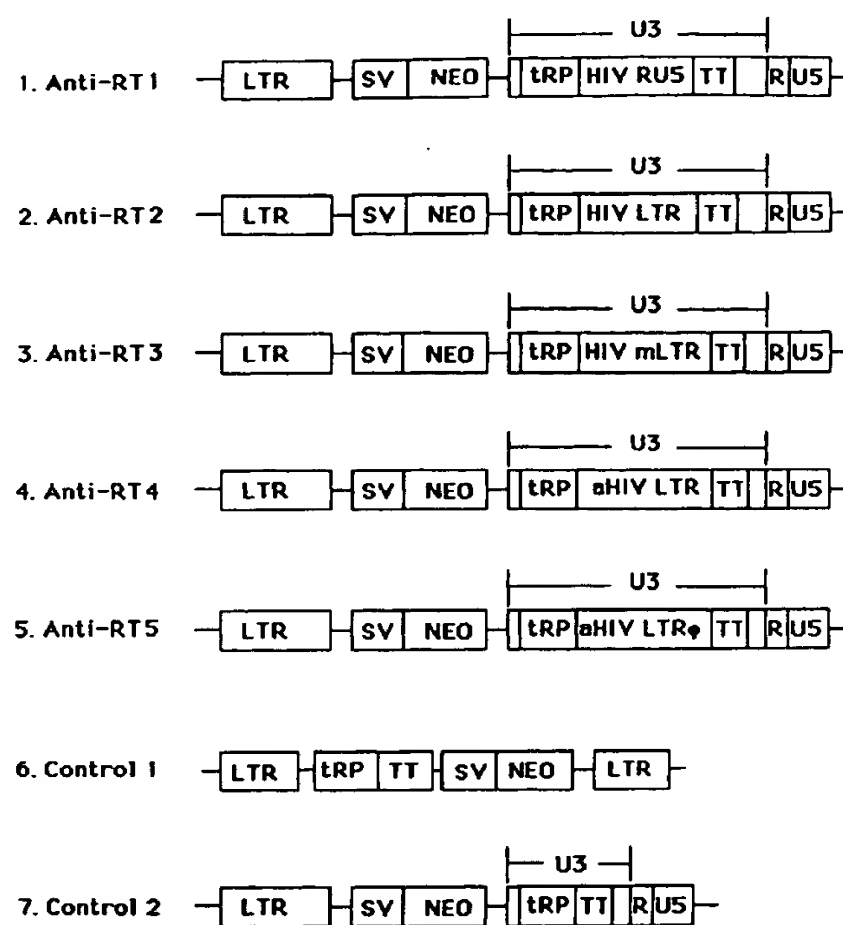 U3
1. Anti-RT1 LTR SV NEO tRP HIV RU5 TT R U5
U3
2. Anti-RT2 LTR SV NEO tRP HIV LTR TT R U5
U3
3. Anti-RT3 LTR SV NEO tRP HIV mLTR TT R U5
U3
4. Anti-RT4 LTR SV NEO tRP aHIV LTR TT R U5
U3
5. Anti-RT5 LTR SV NEO tRP aHIV LTRφ TT R U5
6. Control 1 LTR tRP TT SV NEO LTR
U3
7. Control 2 LTR SV NEO tRP TT R U5